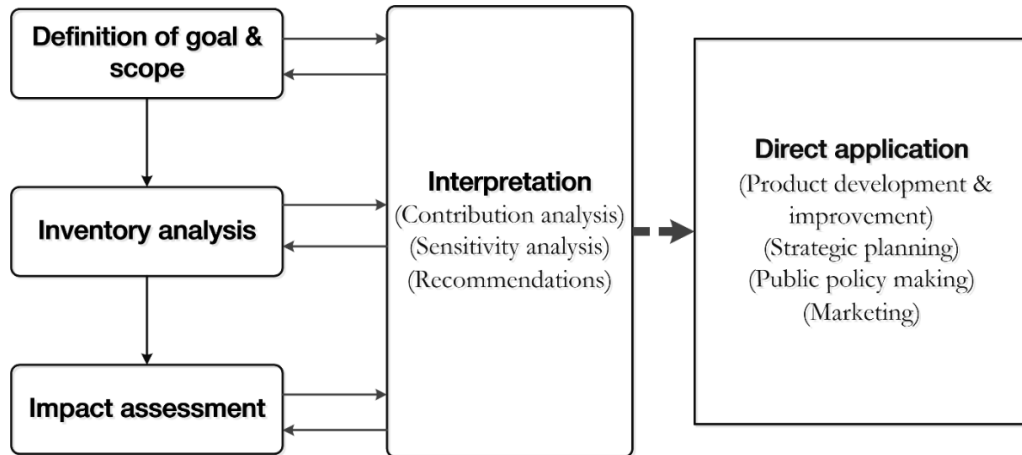 Definition of goal &
scope
Inventory analysis
Impact assessment
Interpretation
(Contribution analysis)
(Sensitivity analysis)
(Recommendations)
Direct application
(Product development &
improvement)
(Strategic planning)
(Public policy making)
(Marketing)